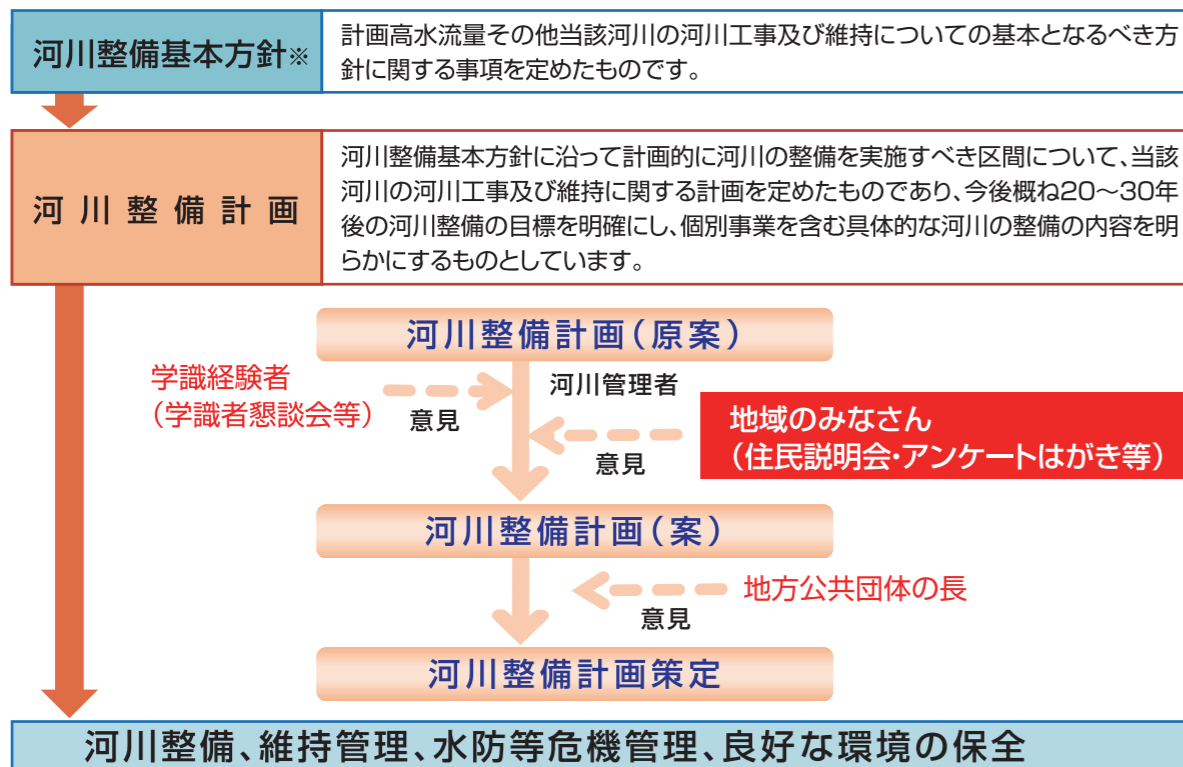 河川整備基本方針※
計画高水流量その他当該河川の河川工事及び維持についての基本となるべき方
針に関する事項を定めたものです。
河川整備計画
河川整備基本方針に沿って計画的に河川の整備を実施すべき区間について、当該
河川の河川工事及び維持に関する計画を定めたものであり、今後概ね20〜30年
後の河川整備の目標を明確にし、個別事業を含む具体的な河川の整備の内容を明
らかにするものとしています。
河川整備計画（原案）
学識経験者
（学識者懇談会等）
意見
河川管理者
地域のみなさん
（住民説明会・アンケートはがき等）
意見
河川整備計画（案）
地方公共団体の長
意見
河川整備計画策定
河川整備、維持管理、水防等危機管理、良好な環境の保全